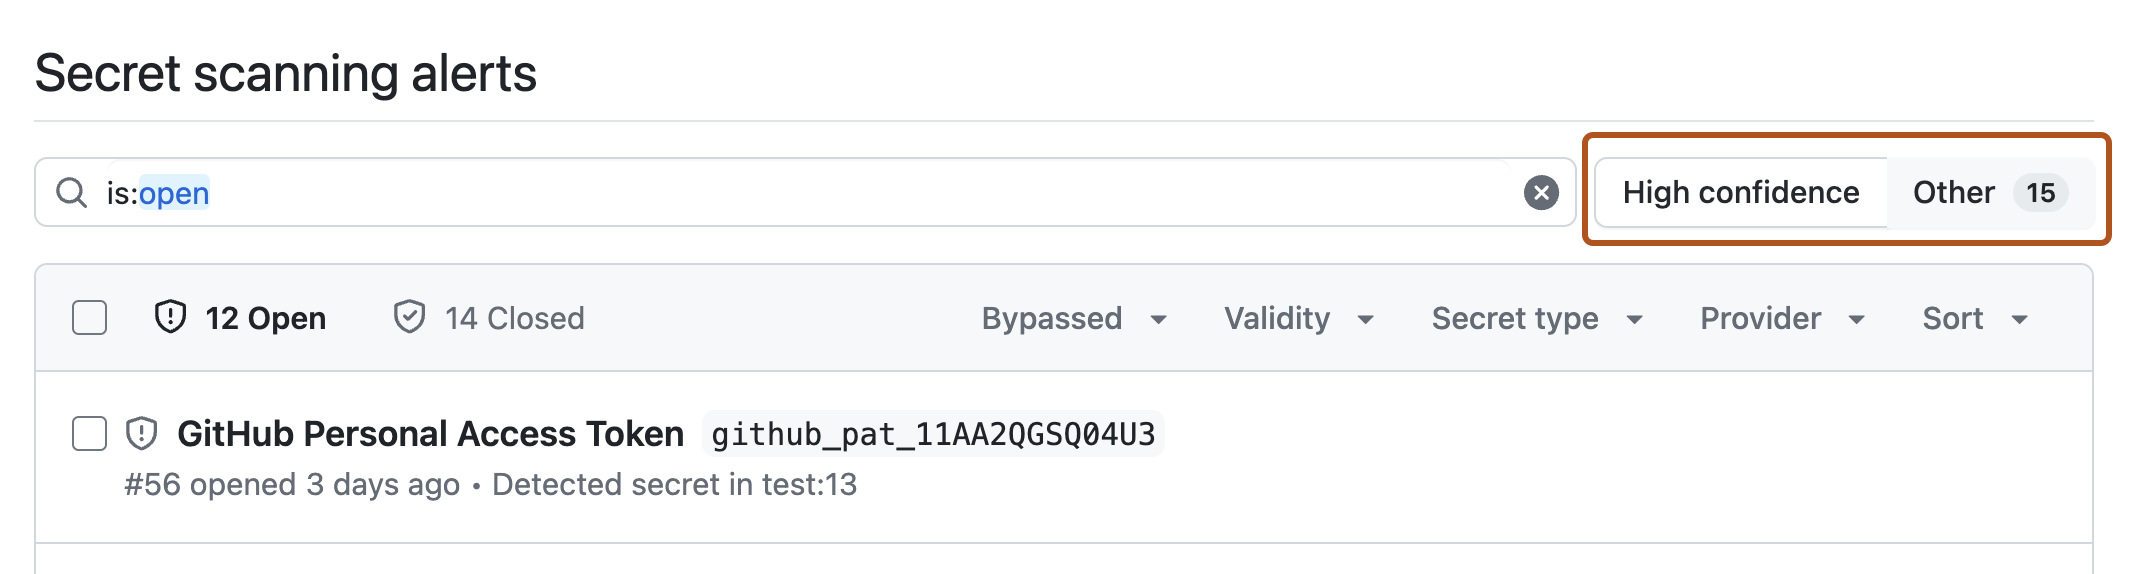 Secret scanning alerts
is:open
High confidence Other 15
12 Open 14 Closed Bypassed Validity Secret type Provider Sort
GitHub Personal Access Token github_pat_11AA2QGSQ04U3
#56 opened 3 days ago • Detected secret in test:13